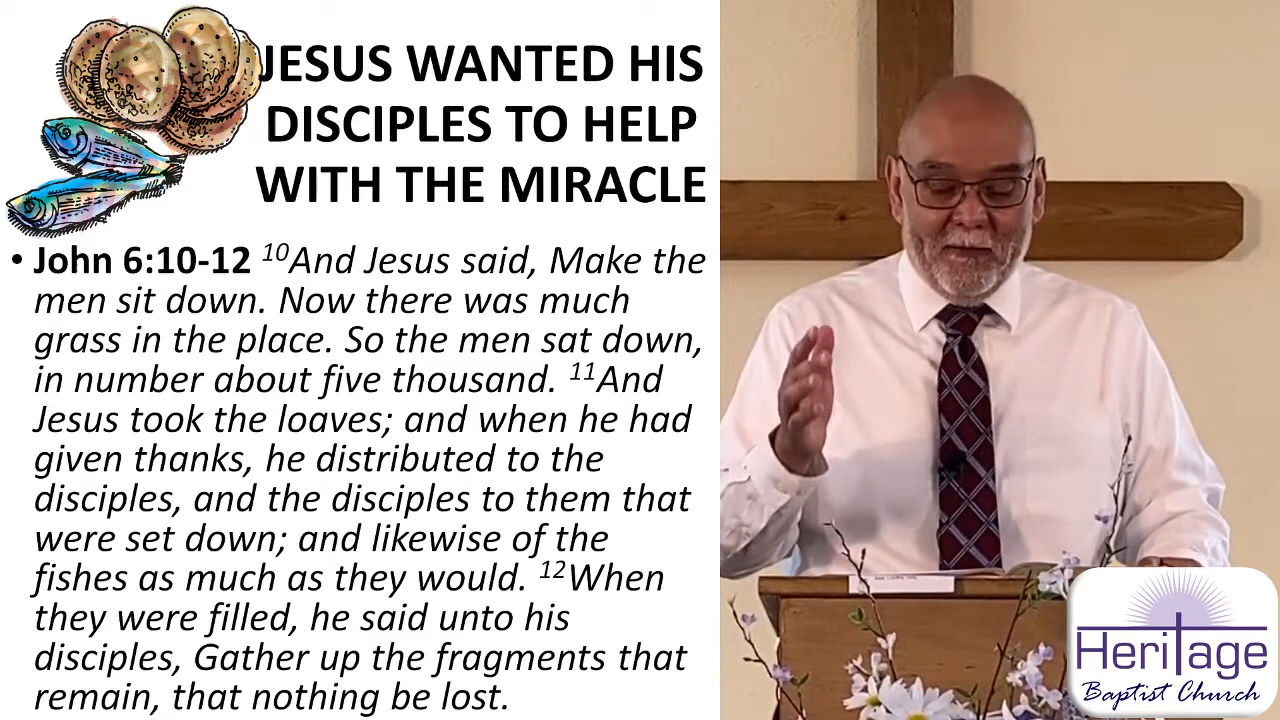 JESUS WANTED HIS
DISCIPLES TO HELP
WITH THE MIRACLE
• John 6:10-12 10And Jesus said, Make the
men sit down. Now there was much
grass in the place. So the men sat down,
in number about five thousand. 11And
Jesus took the loaves; and when he had
given thanks, he distributed to the
disciples, and the disciples to them that
were set down; and likewise of the
fishes as much as they would. 12When
they were filled, he said unto his
disciples, Gather up the fragments that
remain, that nothing be lost.
Heritage
Baptist Church